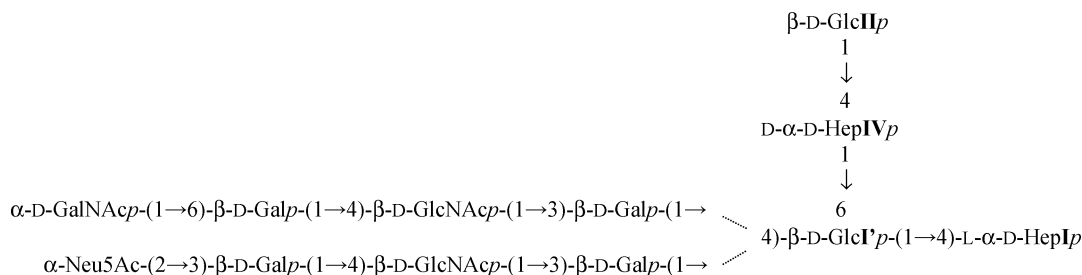 β-D-GlcIIp
1
↓
4
D-α-D-HepIVp
1
↓
α-D-GalNAcp-(1→6)-β-D-Galp-(1→4)-β-D-GlcNAcp-(1→3)-β-D-Galp-(1→
6
4)-β-D-GlcI’p-(1→4)-L-α-D-HepIp
α-Neu5Ac-(2→3)-β-D-Galp-(1→4)-β-D-GlcNAcp-(1→3)-β-D-Galp-(1→